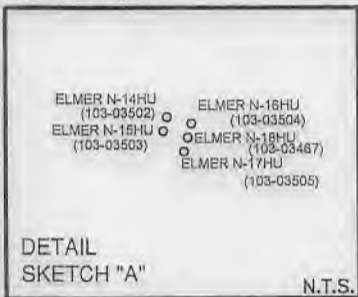 ELMER N-14HU
(103-03502)
ELMER N-16HU
(103-03504)
ELMER N-15HU
(103-03503)
ELMER N-18HU
(103-03467)
ELMER N-17HU
(103-03505)
DETAIL
SKETCH "A"
N.T.S.